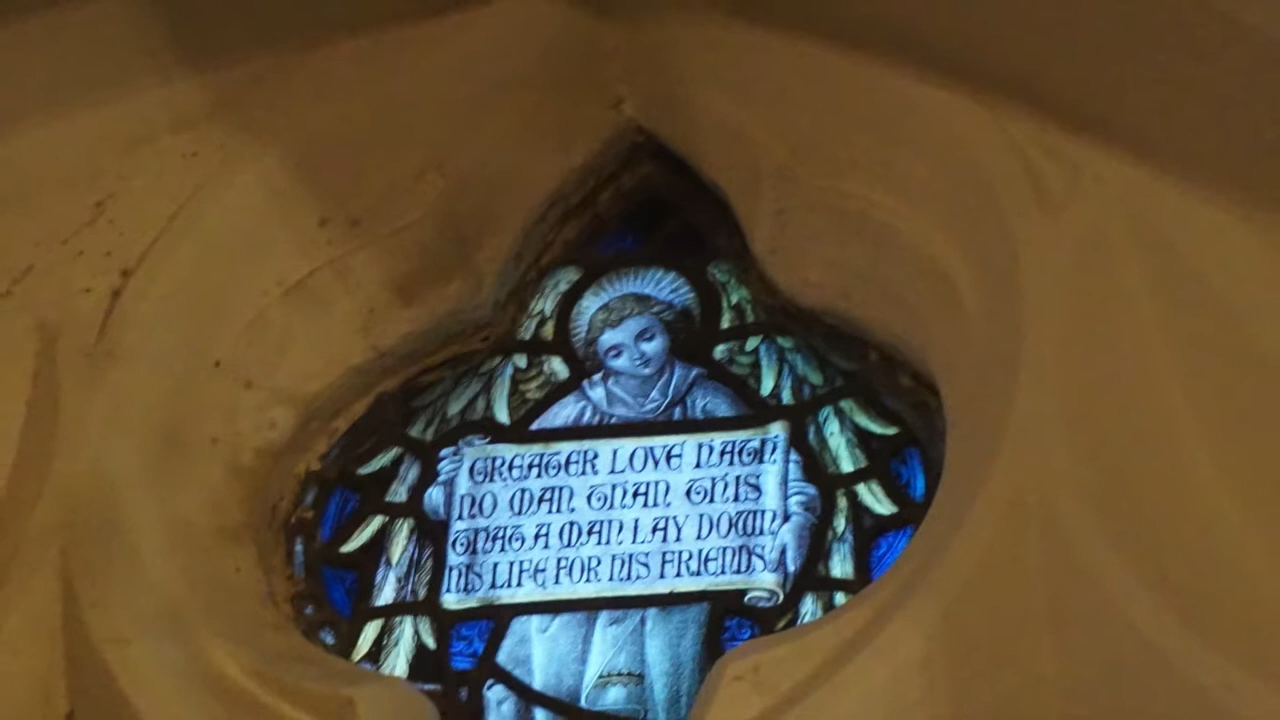 GREATER LOVE HATH
NO MAN THAN THIS
THAT A MAN LAY DOWN
HIS LIFE FOR HIS FRIENDS